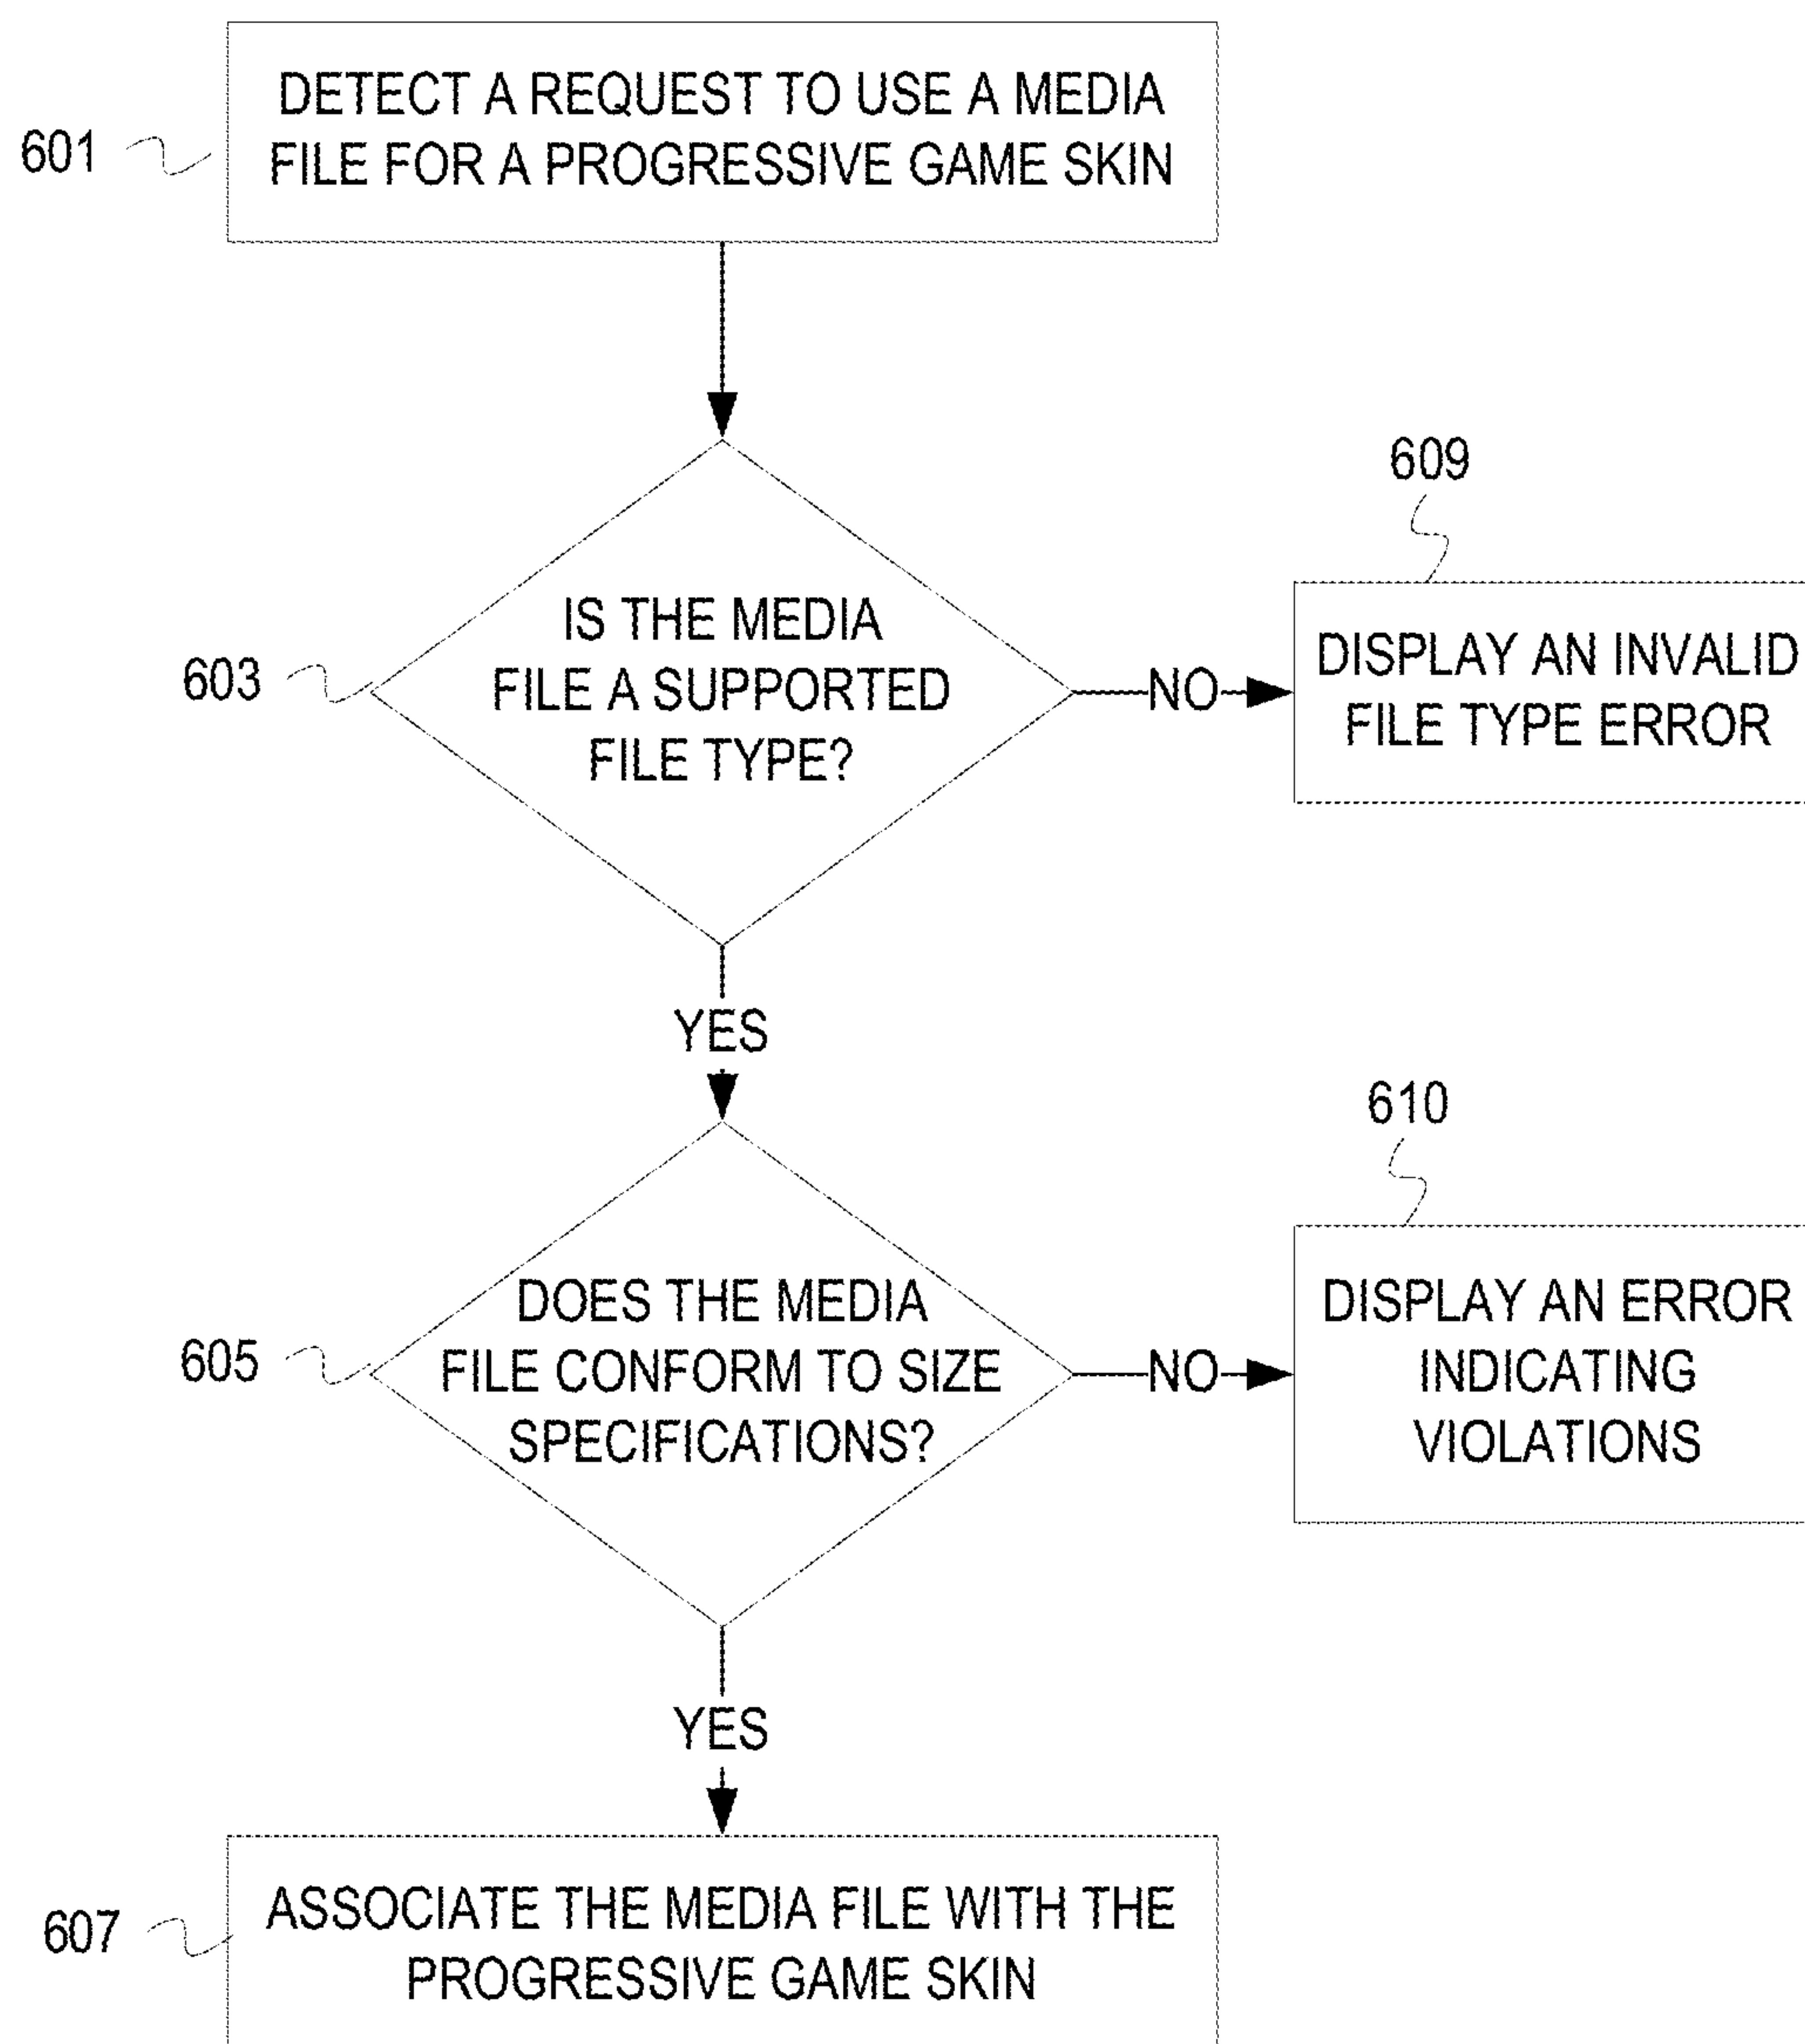 601
DETECT A REQUEST TO USE A MEDIA
FILE FOR A PROGRESSIVE GAME SKIN
603
IS THE MEDIA
FILE A SUPPORTED
FILE TYPE?
NO
609
DISPLAY AN INVALID
FILE TYPE ERROR
YES
605
DOES THE MEDIA
FILE CONFORM TO SIZE
SPECIFICATIONS?
NO
610
DISPLAY AN ERROR
INDICATING
VIOLATIONS
YES
607
ASSOCIATE THE MEDIA FILE WITH THE
PROGRESSIVE GAME SKIN